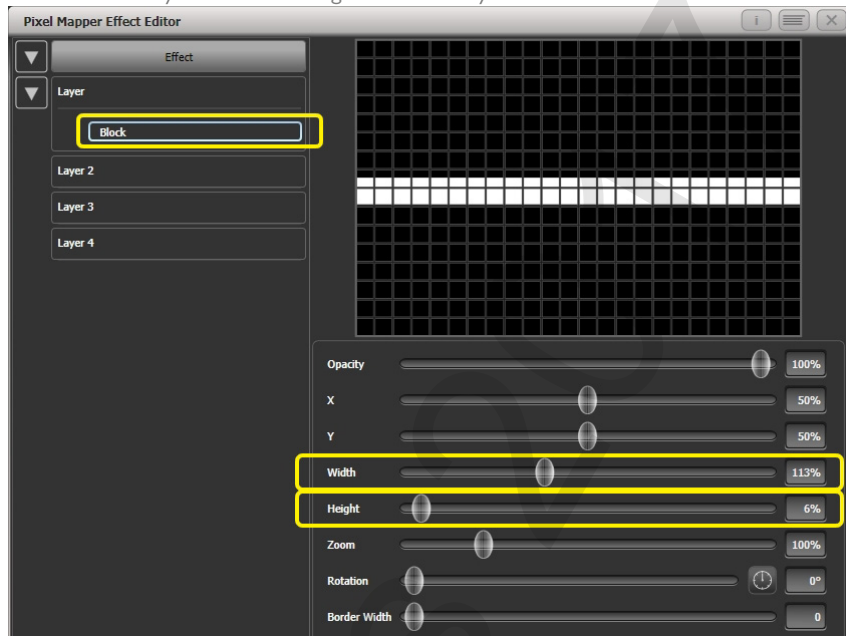 Pixel Mapper Effect Editor
Effect
Layer
Block
Layer 2
Layer 3
Layer 4
Opacity 100%
X 50%
Y 50%
Width 113%
Height 6%
Zoom 100%
Rotation 0°
Border Width 0